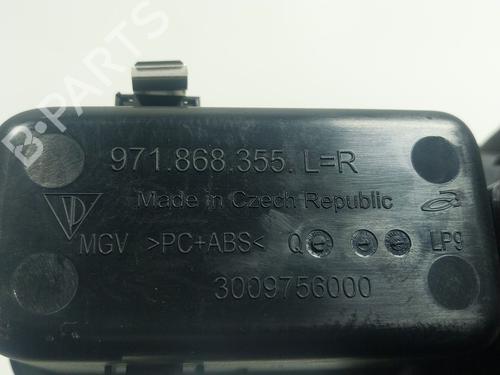 B-PARTS
971.868.355. L=R
Made in Czech Republic
MGV >PC+ABS< Q LP9
3009756000